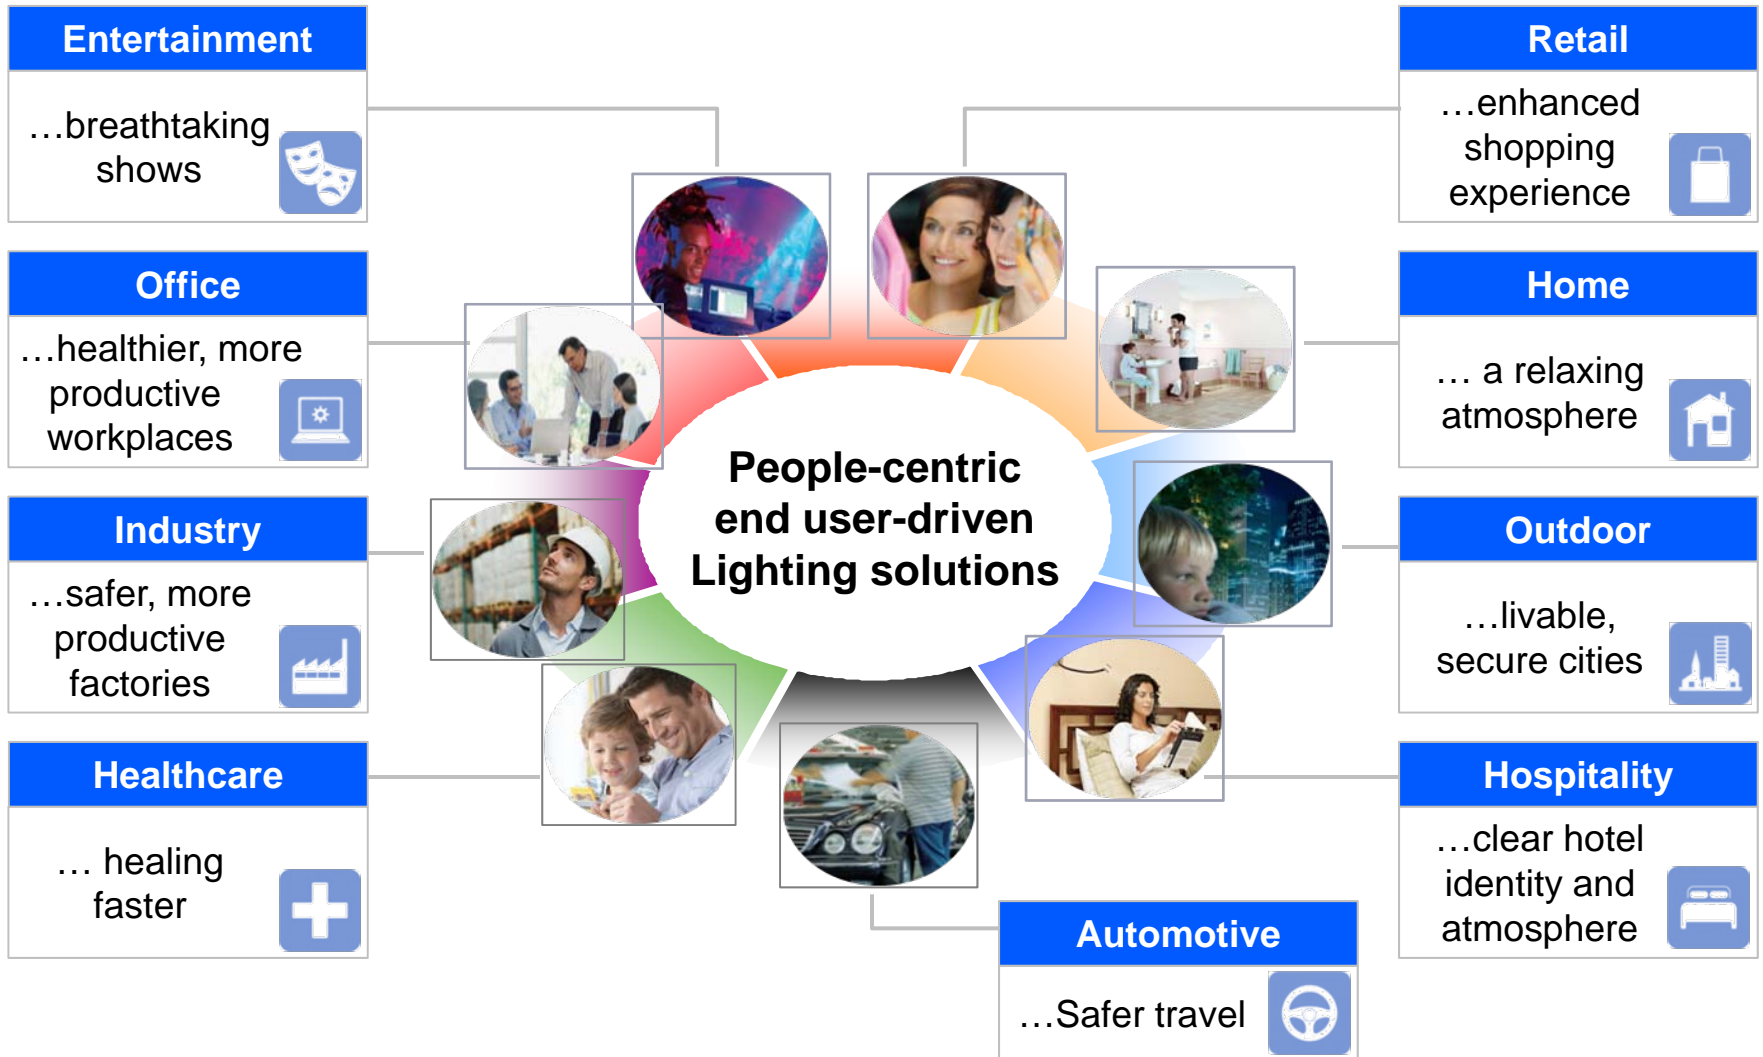 Entertainment
…breathtaking
shows
Office
…healthier, more
productive
workplaces
Industry
…safer, more
productive
factories
Healthcare
… healing
faster
People-centric
end user-driven
Lighting solutions
Retail
…enhanced
shopping
experience
Home
… a relaxing
atmosphere
Outdoor
…livable,
secure cities
Hospitality
…clear hotel
identity and
atmosphere
Automotive
…Safer travel